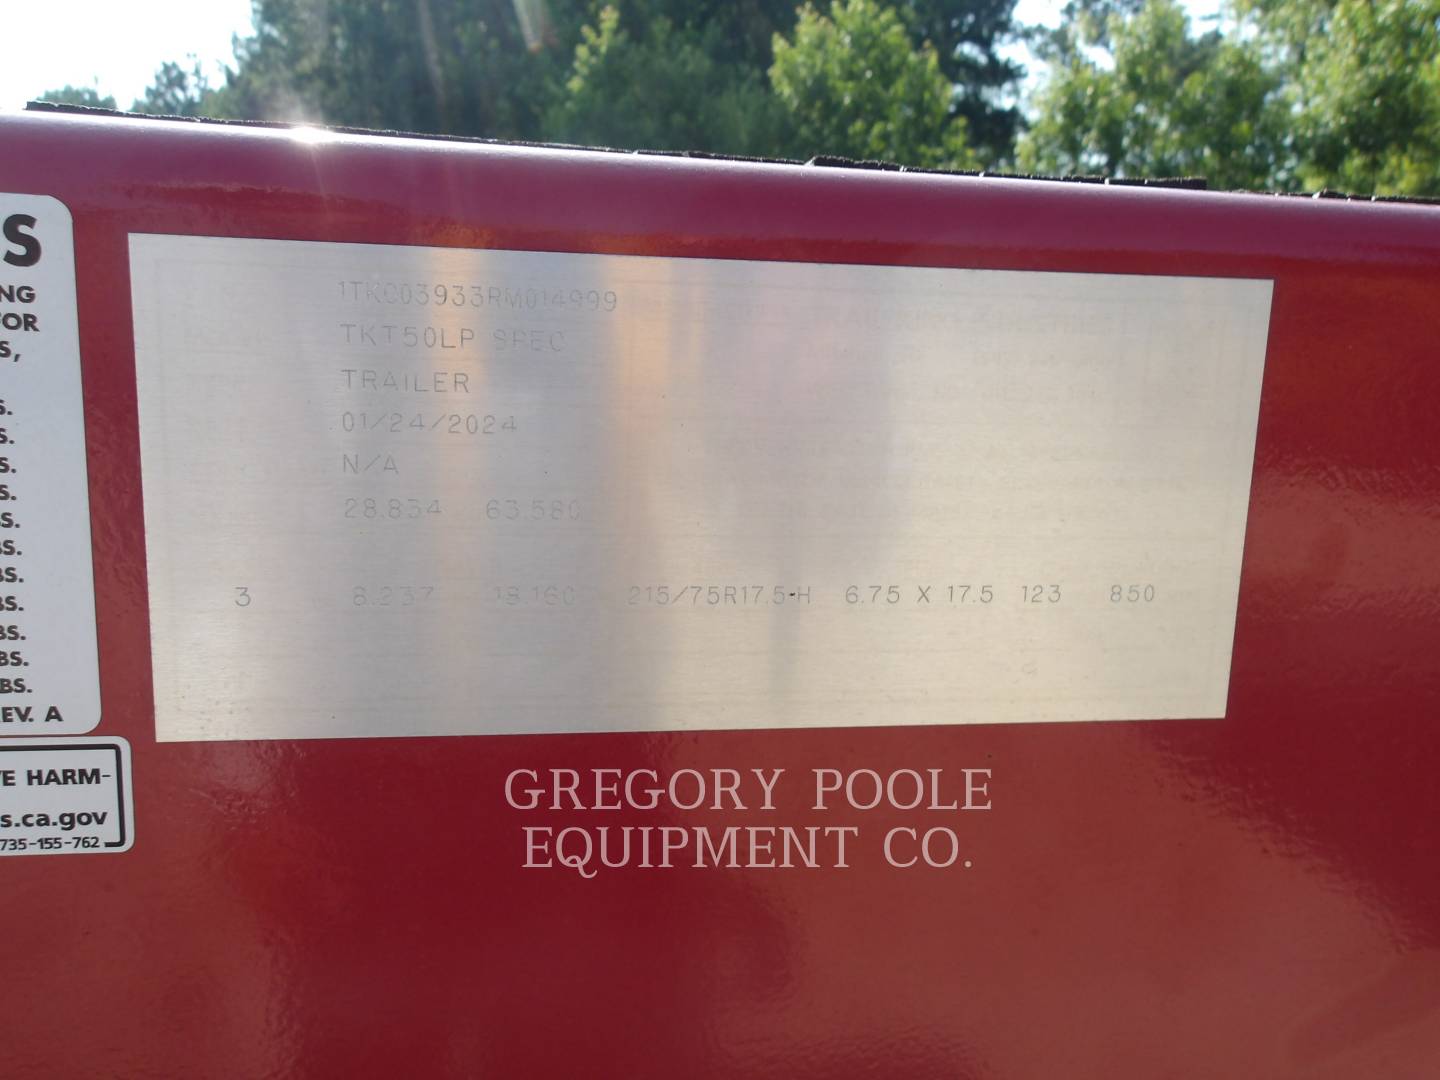 S
NG
FOR
S,
S.
S.
S.
S.
S.
BS.
BS.
BS.
BS.
BS.
BS.
EV. A
E HARM-
s.ca.gov
735-155-762
1TKC03933RM014999
TKT50LP SPEC
TRAILER
01/24/2024
N/A
28.834 63.580
3 8.237 18.160 215/75R17.5-H 6.75 X 17.5 123 850
GREGORY POOLE
EQUIPMENT CO.